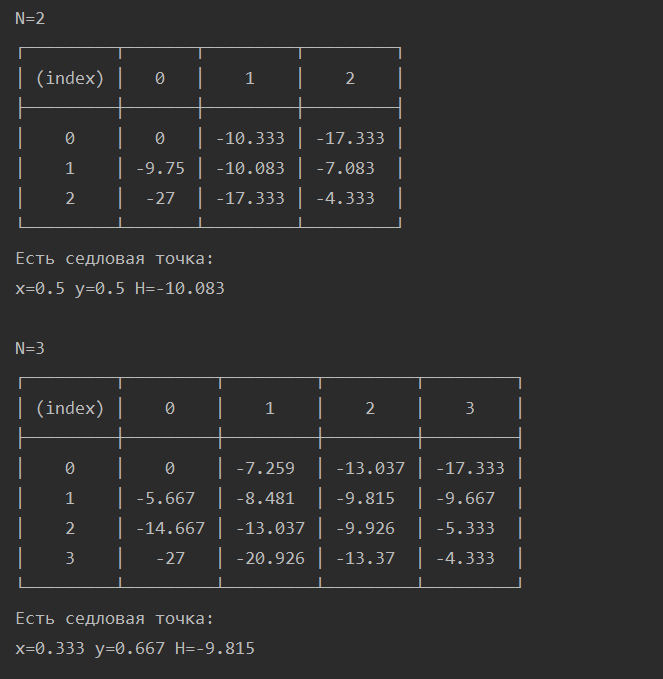 N=2
┌─────────┬───────┬─────────┬─────────┐
│ (index) │   0   │    1    │    2    │
├─────────┼───────┼─────────┼─────────┤
│    0    │   0   │ -10.333 │ -17.333 │
│    1    │ -9.75 │ -10.083 │ -7.083  │
│    2    │  -27  │ -17.333 │ -4.333  │
└─────────┴───────┴─────────┴─────────┘
Есть седловая точка:
x=0.5 y=0.5 H=-10.083

N=3
┌─────────┬─────────┬─────────┬─────────┬─────────┐
│ (index) │    0    │    1    │    2    │    3    │
├─────────┼─────────┼─────────┼─────────┼─────────┤
│    0    │    0    │ -7.259  │ -13.037 │ -17.333 │
│    1    │ -5.667  │ -8.481  │ -9.815  │ -9.667  │
│    2    │ -14.667 │ -13.037 │ -9.926  │ -5.333  │
│    3    │   -27   │ -20.926 │ -13.37  │ -4.333  │
└─────────┴─────────┴─────────┴─────────┴─────────┘
Есть седловая точка:
x=0.333 y=0.667 H=-9.815